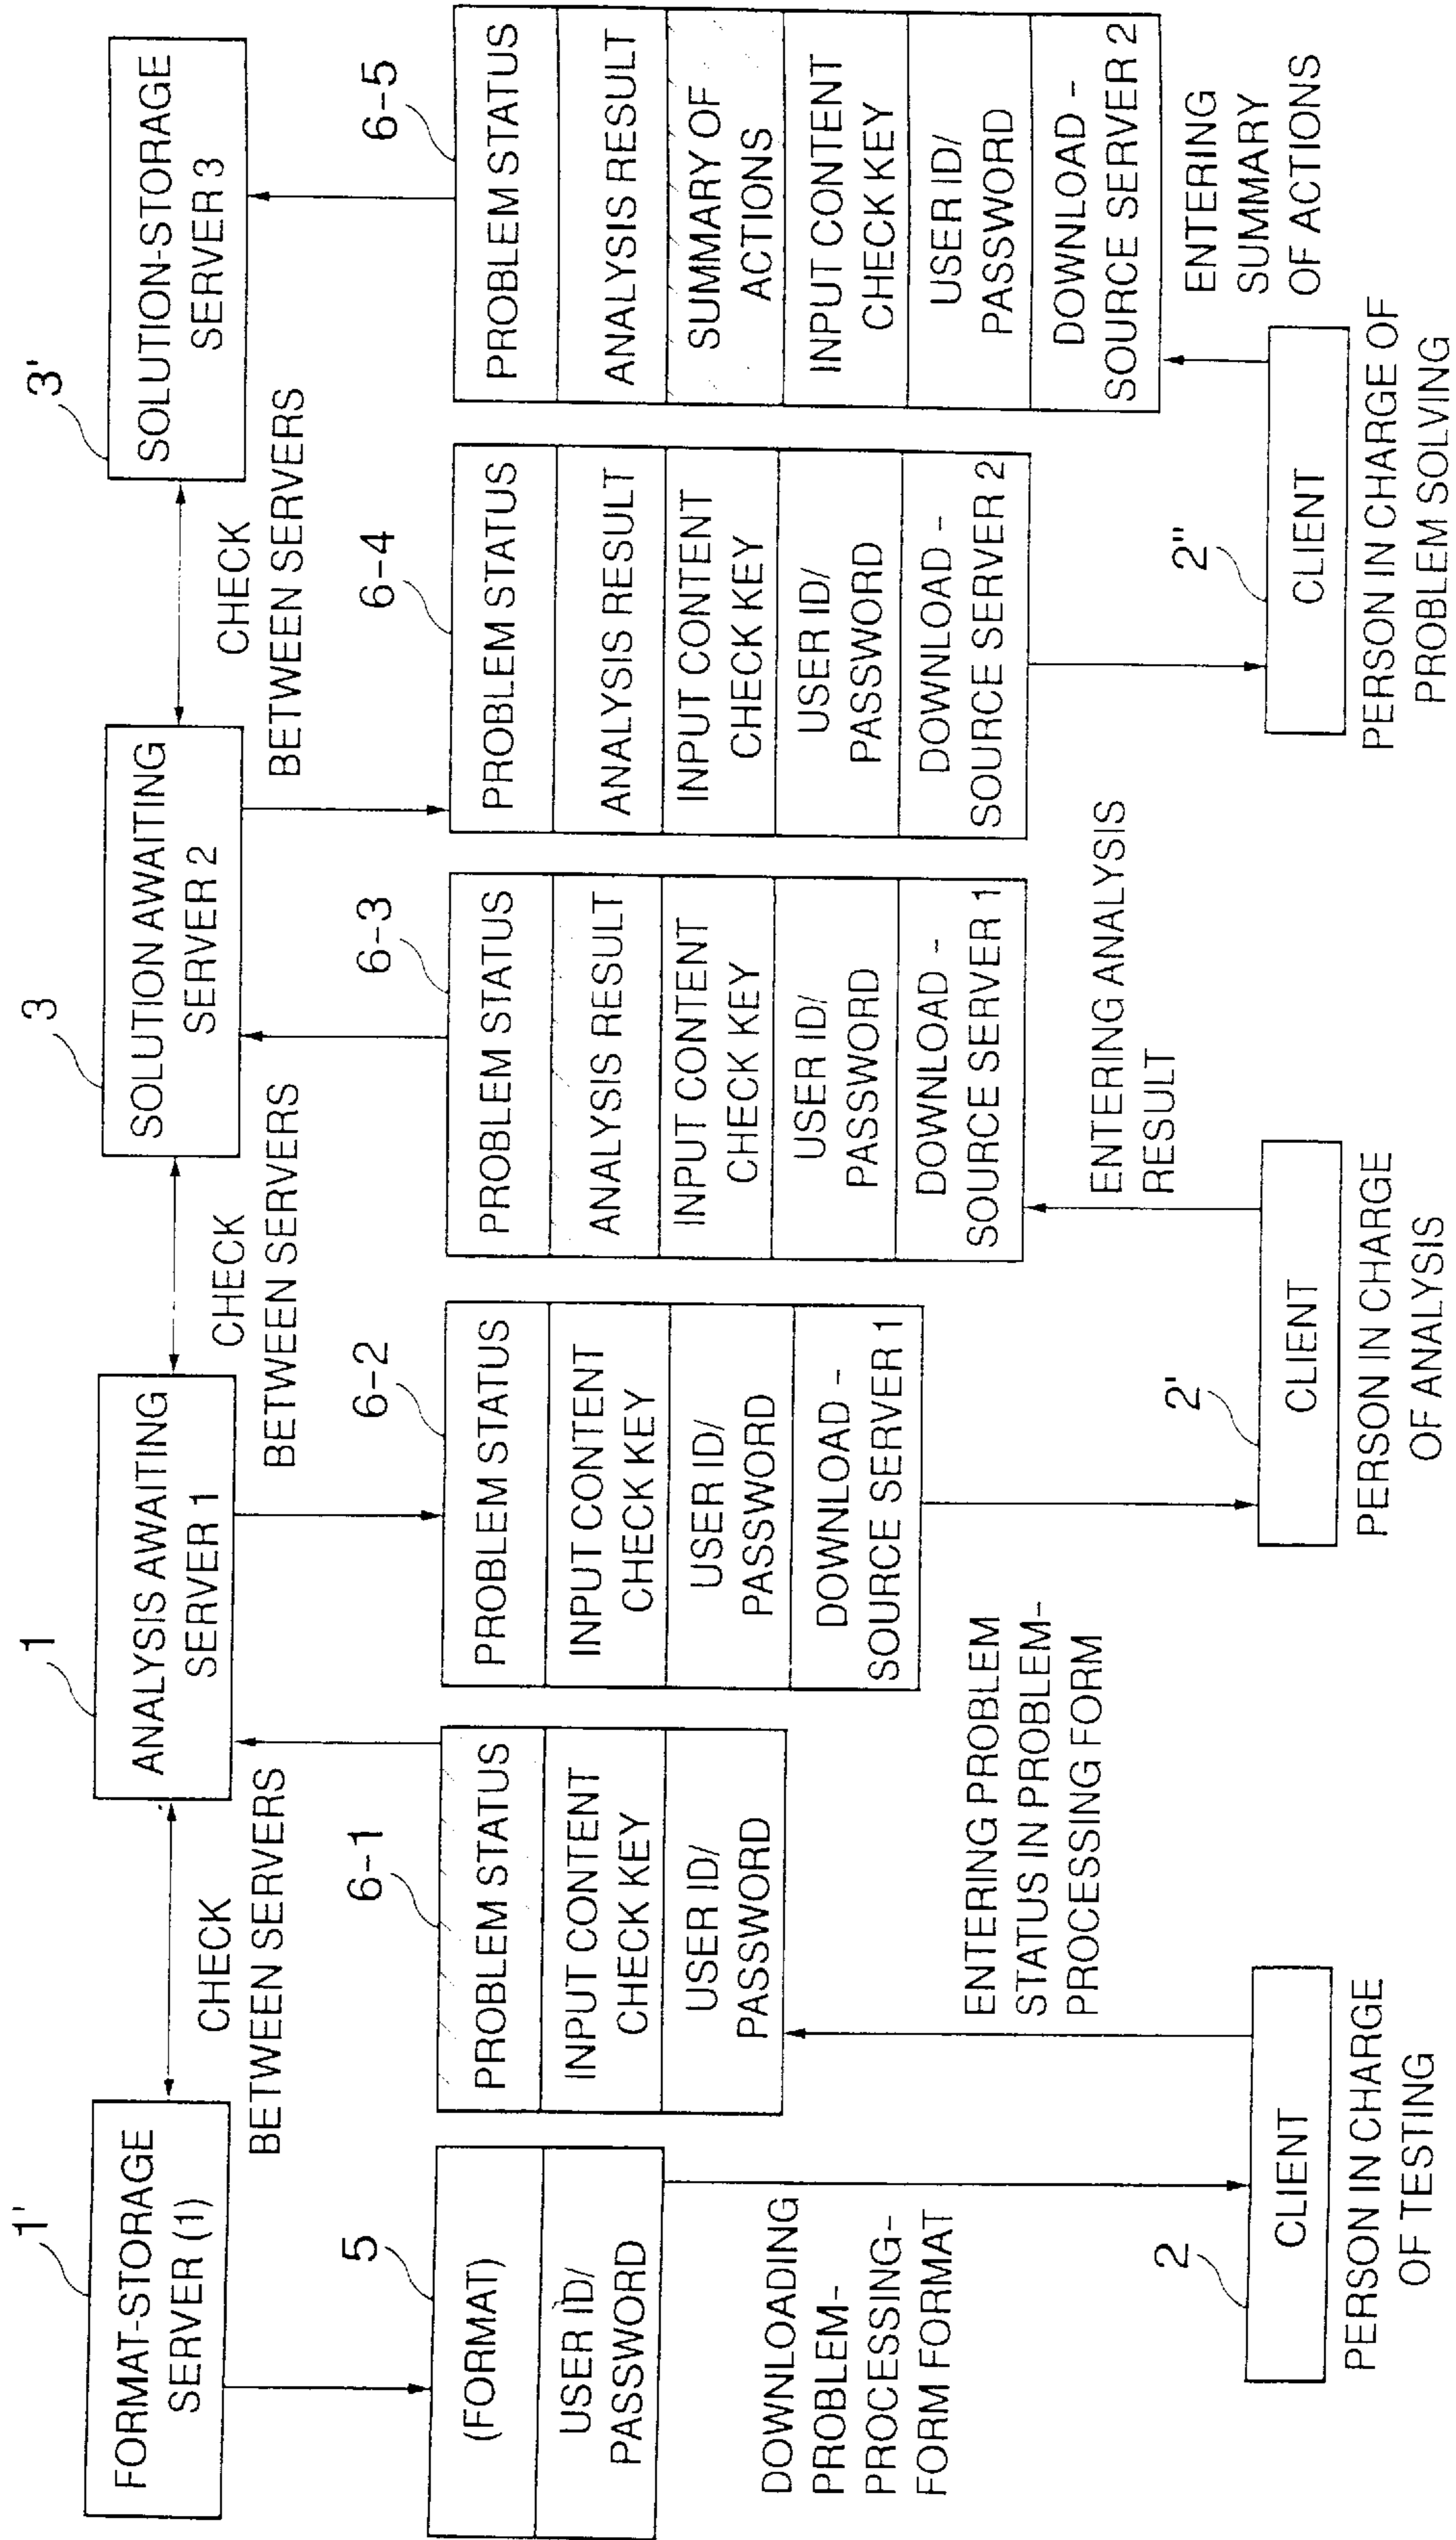 1'
FORMAT-STORAGE
SERVER (1)
CHECK
BETWEEN SERVERS
1
ANALYSIS AWAITING
SERVER 1
CHECK
BETWEEN SERVERS
3
SOLUTION AWAITING
SERVER 2
CHECK
BETWEEN SERVERS
3'
SOLUTION-STORAGE
SERVER 3
5
(FORMAT)
USER ID/
PASSWORD
6-1
PROBLEM STATUS
INPUT CONTENT
CHECK KEY
USER ID/
PASSWORD
6-2
PROBLEM STATUS
INPUT CONTENT
CHECK KEY
USER ID/
PASSWORD
DOWNLOAD -
SOURCE SERVER 1
6-3
PROBLEM STATUS
ANALYSIS RESULT
INPUT CONTENT
CHECK KEY
USER ID/
PASSWORD
DOWNLOAD -
SOURCE SERVER 1
6-4
PROBLEM STATUS
ANALYSIS RESULT
INPUT CONTENT
CHECK KEY
USER ID/
PASSWORD
DOWNLOAD -
SOURCE SERVER 2
6-5
PROBLEM STATUS
ANALYSIS RESULT
SUMMARY OF
ACTIONS
INPUT CONTENT
CHECK KEY
USER ID/
PASSWORD
DOWNLOAD -
SOURCE SERVER 2
DOWNLOADING
PROBLEM-
PROCESSING-
FORM FORMAT
ENTERING PROBLEM
STATUS IN PROBLEM-
PROCESSING FORM
ENTERING ANALYSIS
RESULT
ENTERING
SUMMARY
OF ACTIONS
2
CLIENT
PERSON IN CHARGE
OF TESTING
2'
CLIENT
PERSON IN CHARGE
OF ANALYSIS
2"
CLIENT
PERSON IN CHARGE OF
PROBLEM SOLVING